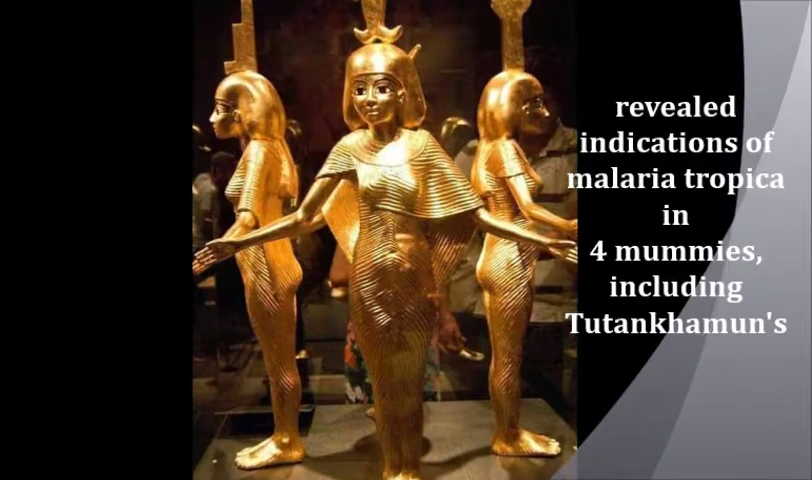 revealed
indications of
malaria tropica
in
4 mummies,
including
Tutankhamun's